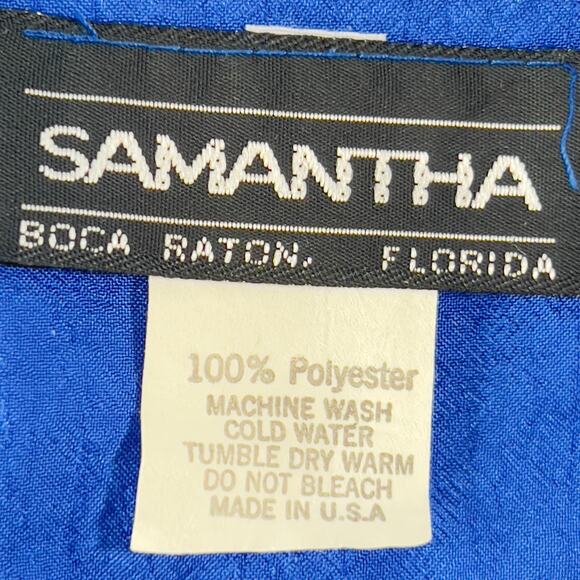 SAMANTHA
BOCA RATON, FLORIDA
100% Polyester
MACHINE WASH
COLD WATER
TUMBLE DRY WARM
DO NOT BLEACH
MADE IN U.S.A